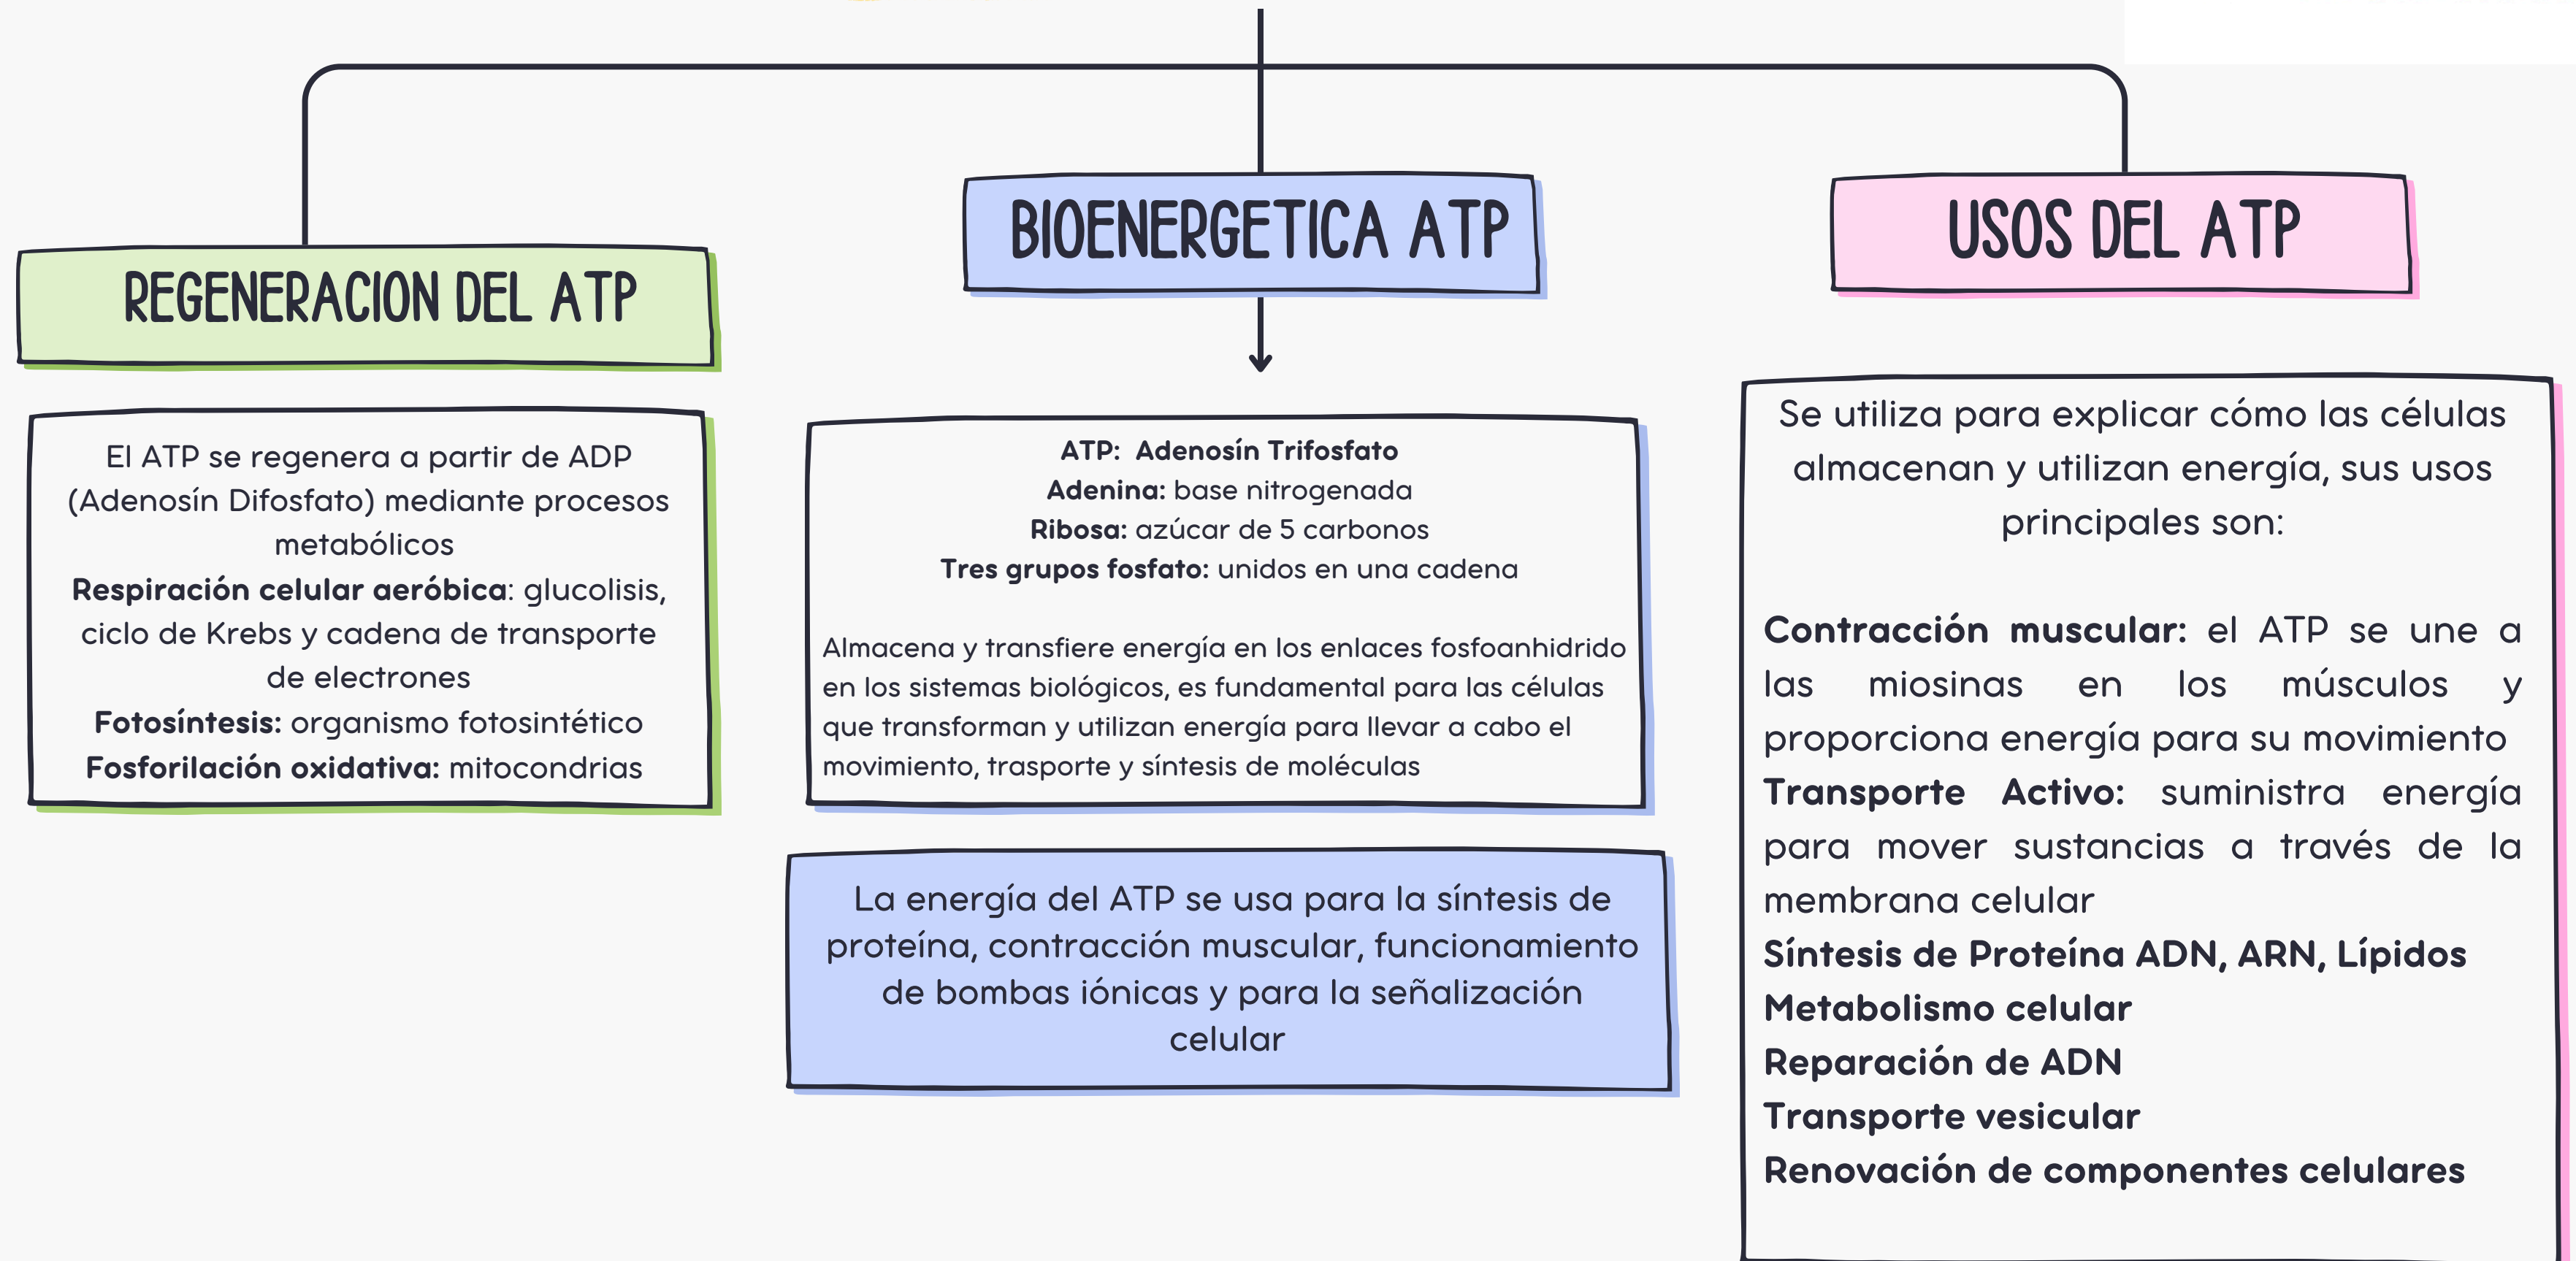 REGENERACION DEL ATP
El ATP se regenera a partir de ADP
(Adenosín Difosfato) mediante procesos
metabólicos
Respiración celular aeróbica: glucolisis,
ciclo de Krebs y cadena de transporte
de electrones
Fotosíntesis: organismo fotosintético
Fosforilación oxidativa: mitocondrias
BIOENERGETICA ATP
ATP: Adenosín Trifosfato
Adenina: base nitrogenada
Ribosa: azúcar de 5 carbonos
Tres grupos fosfato: unidos en una cadena
Almacena y transfiere energía en los enlaces fosfoanhidrido
en los sistemas biológicos, es fundamental para las células
que transforman y utilizan energía para llevar a cabo el
movimiento, trasporte y síntesis de moléculas
La energía del ATP se usa para la síntesis de
proteína, contracción muscular, funcionamiento
de bombas iónicas y para la señalización
celular
USOS DEL ATP
Se utiliza para explicar cómo las células
almacenan y utilizan energía, sus usos
principales son:
Contracción muscular: el ATP se une a
las miosinas en los músculos y
proporciona energía para su movimiento
Transporte Activo: suministra energía
para mover sustancias a través de la
membrana celular
Síntesis de Proteína ADN, ARN, Lípidos
Metabolismo celular
Reparación de ADN
Transporte vesicular
Renovación de componentes celulares